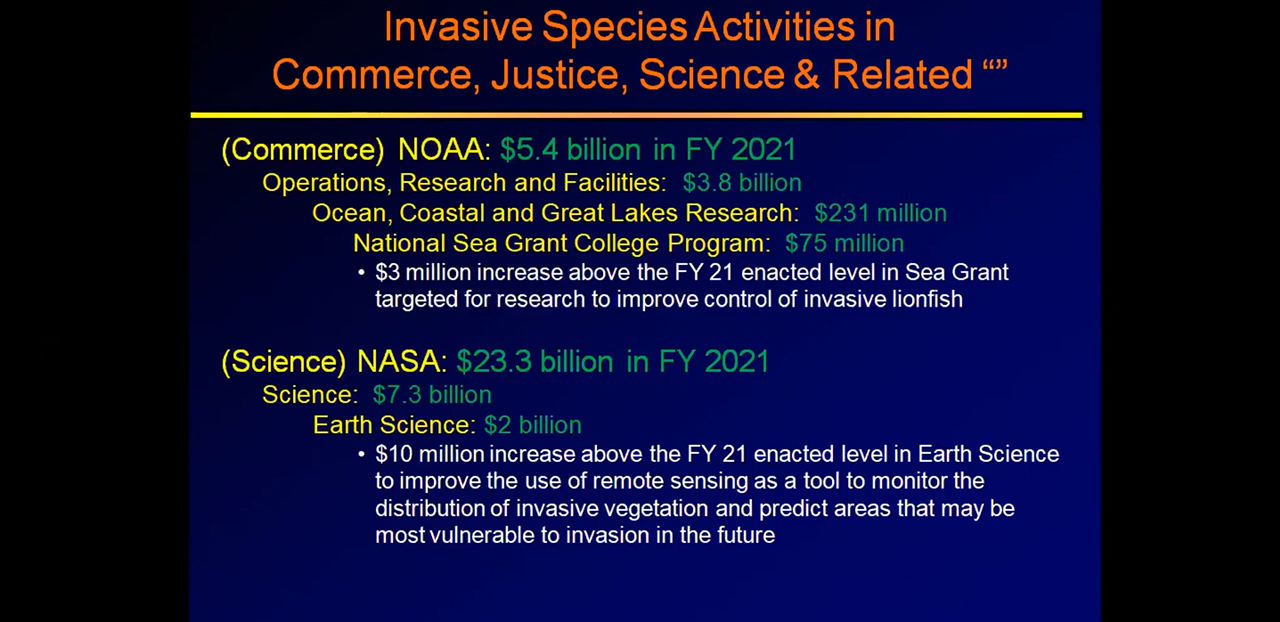 Invasive Species Activities in
Commerce, Justice, Science & Related “”
(Commerce) NOAA: $5.4 billion in FY 2021
Operations, Research and Facilities: $3.8 billion
Ocean, Coastal and Great Lakes Research: $231 million
National Sea Grant College Program: $75 million
• $3 million increase above the FY 21 enacted level in Sea Grant
targeted for research to improve control of invasive lionfish
(Science) NASA: $23.3 billion in FY 2021
Science: $7.3 billion
Earth Science: $2 billion
• $10 million increase above the FY 21 enacted level in Earth Science
to improve the use of remote sensing as a tool to monitor the
distribution of invasive vegetation and predict areas that may be
most vulnerable to invasion in the future